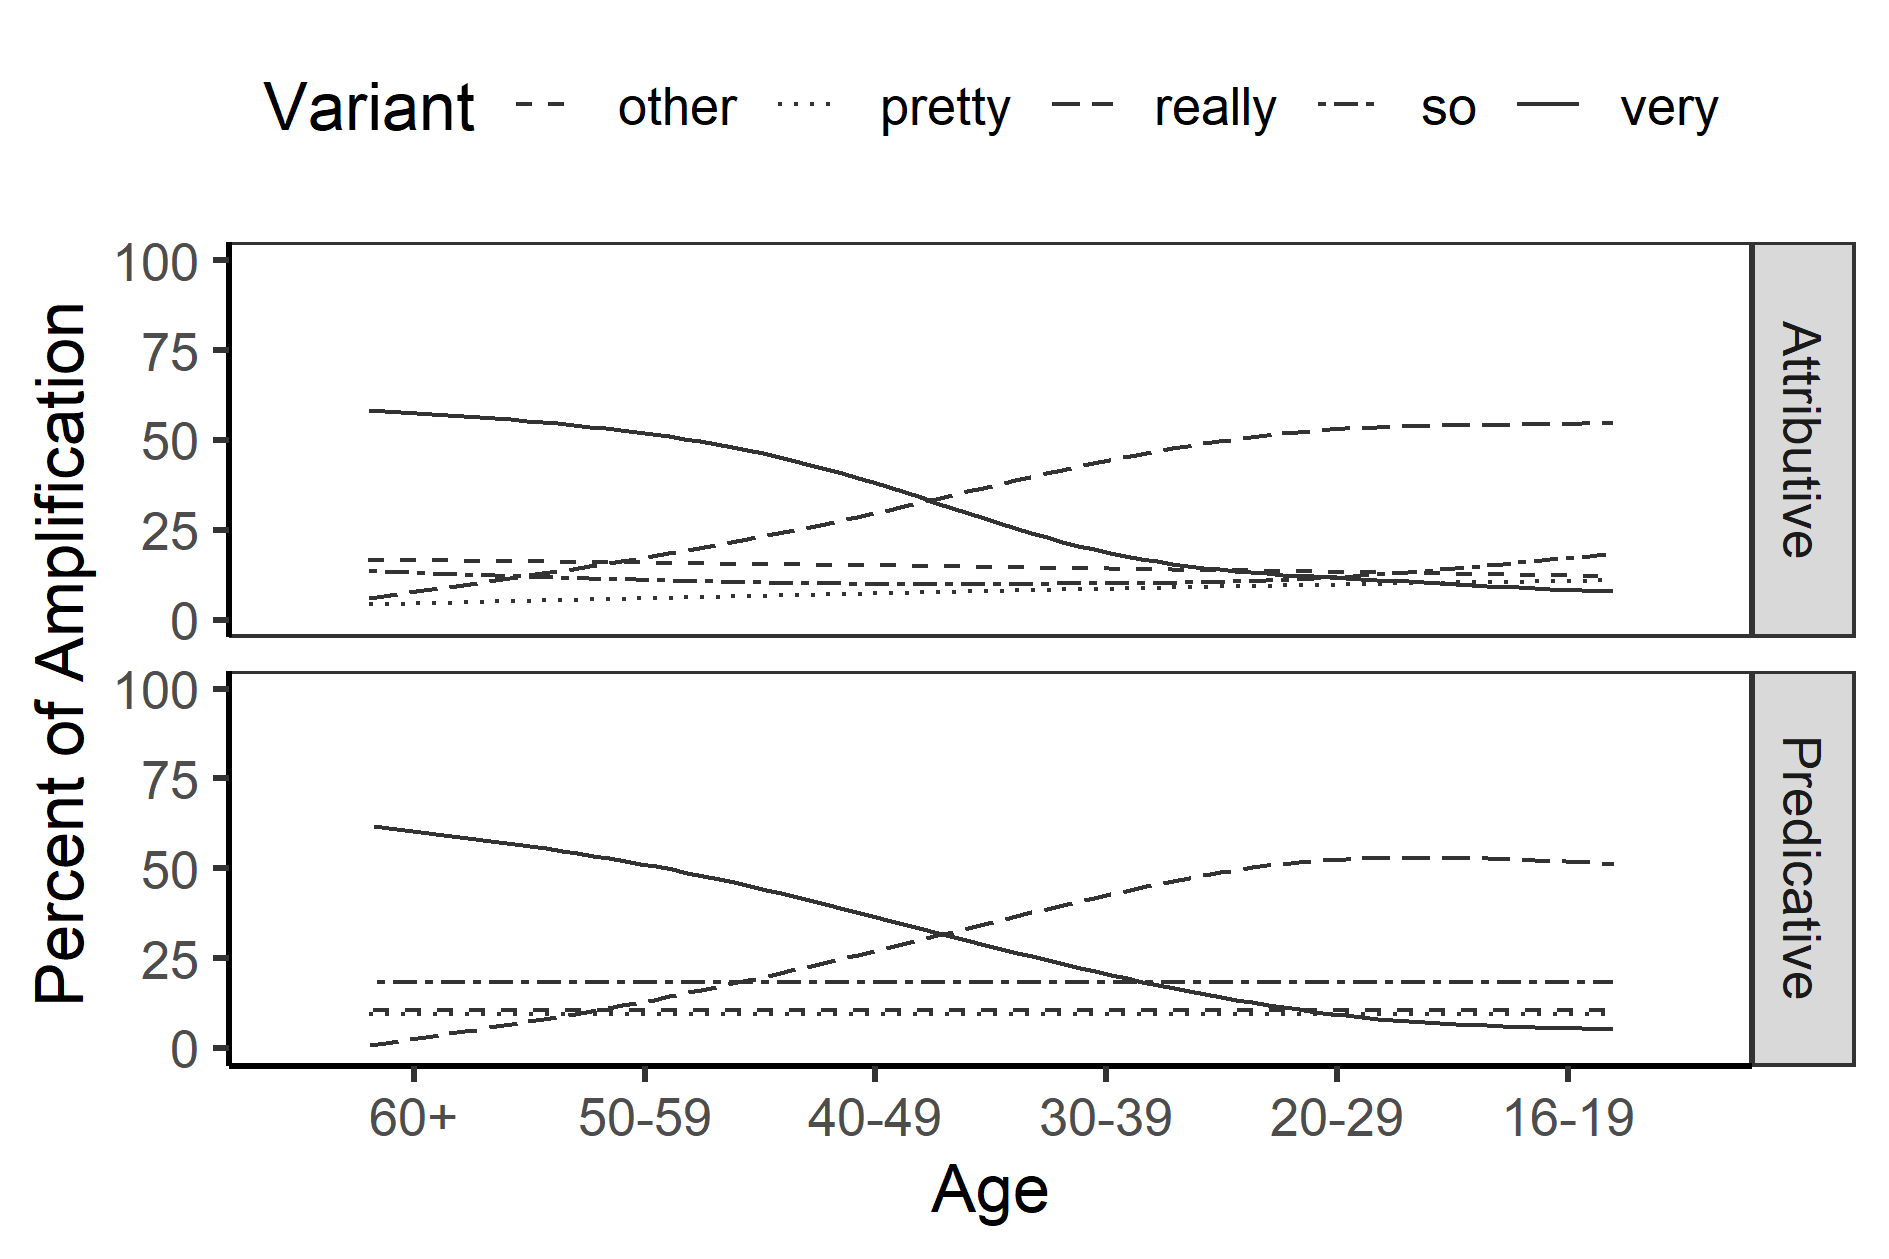 Variant other pretty really so very
Percent of Amplification
100
75
50
25
0
Attributive
100
75
50
25
0
Predicative
60+ 50-59 40-49 30-39 20-29 16-19
Age